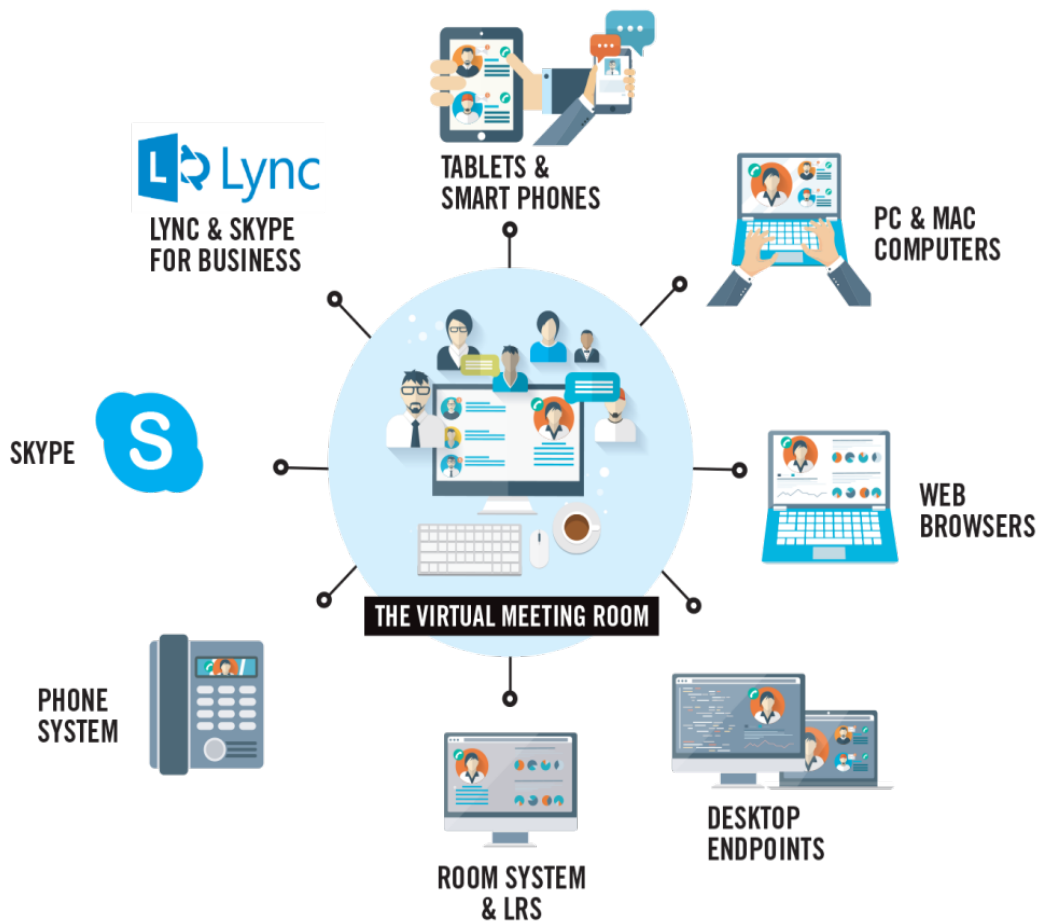 TABLETS &
SMART PHONES
L Lync
LYNC & SKYPE
FOR BUSINESS
PC & MAC
COMPUTERS
SKYPE
S
WEB
BROWSERS
THE VIRTUAL MEETING ROOM
PHONE
SYSTEM
DESKTOP
ENDPOINTS
ROOM SYSTEM
& LRS